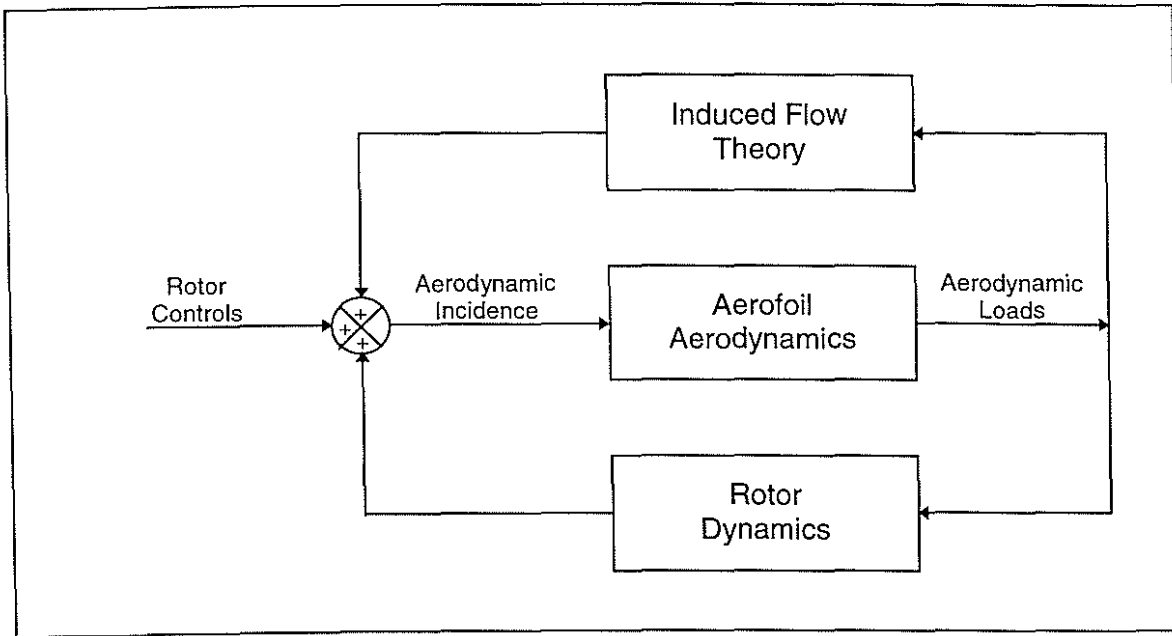 Induced Flow
Theory
Rotor
Controls
+
+
+
Aerodynamic
Incidence
Aerofoil
Aerodynamics
Aerodynamic
Loads
Rotor
Dynamics